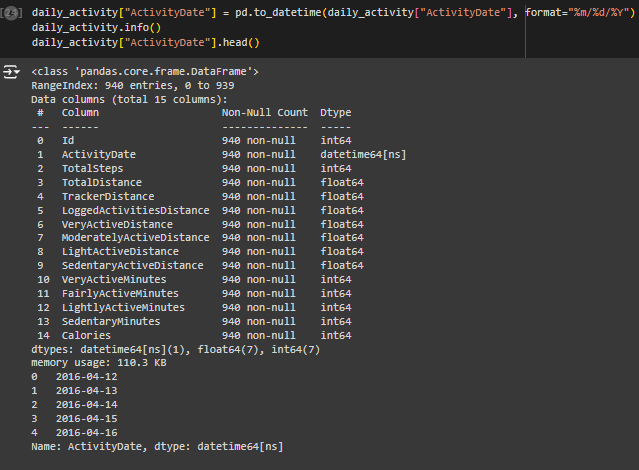 daily_activity["ActivityDate"] = pd.to_datetime(daily_activity["ActivityDate"], format="%m/%d/%Y")
daily_activity.info()
daily_activity["ActivityDate"].head()
<class 'pandas.core.frame.DataFrame'>
RangeIndex: 940 entries, 0 to 939
Data columns (total 15 columns):
 #   Column                    Non-Null Count  Dtype
---  ------                    --------------  -----
 0   Id                        940 non-null    int64
 1   ActivityDate              940 non-null    datetime64[ns]
 2   TotalSteps                940 non-null    int64
 3   TotalDistance             940 non-null    float64
 4   TrackerDistance           940 non-null    float64
 5   LoggedActivitiesDistance  940 non-null    float64
 6   VeryActiveDistance        940 non-null    float64
 7   ModeratelyActiveDistance  940 non-null    float64
 8   LightActiveDistance       940 non-null    float64
 9   SedentaryActiveDistance   940 non-null    float64
 10  VeryActiveMinutes         940 non-null    int64
 11  FairlyActiveMinutes       940 non-null    int64
 12  LightlyActiveMinutes      940 non-null    int64
 13  SedentaryMinutes          940 non-null    int64
 14  Calories                  940 non-null    int64
dtypes: datetime64[ns](1), float64(7), int64(7)
memory usage: 110.3 KB
0   2016-04-12
1   2016-04-13
2   2016-04-14
3   2016-04-15
4   2016-04-16
Name: ActivityDate, dtype: datetime64[ns]